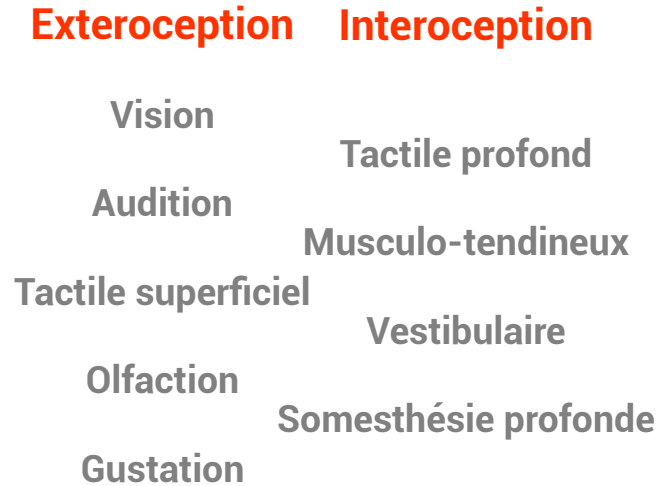 Exteroception
Interoception
Vision
Audition
Tactile superficiel
Olfaction
Gustation
Tactile profond
Musculo-tendineux
Vestibulaire
Somesthésie profonde